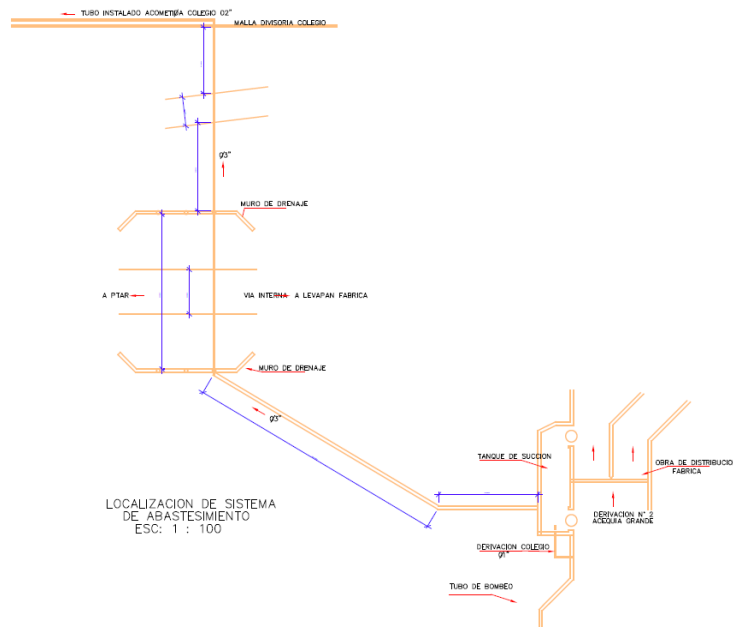 TUBO INSTALADO ACOMETIDA COLEGIO O2"
MALLA DIVISORIA COLEGIO
Ø3"
MURO DE DRENAJE
A PTAR
VIA INTERNA A LEVAPAN FABRICA
MURO DE DRENAJE
Ø3"
TANQUE DE SUCCION
OBRA DE DISTRIBUCIO
FABRICA
LOCALIZACION DE SISTEMA
DE ABASTESIMIENTO
ESC: 1 : 100
DERIVACION N° 2
ACEQUIA GRANDE
DERIVACION COLEGIO
Ø1"
TUBO DE BOMBEO